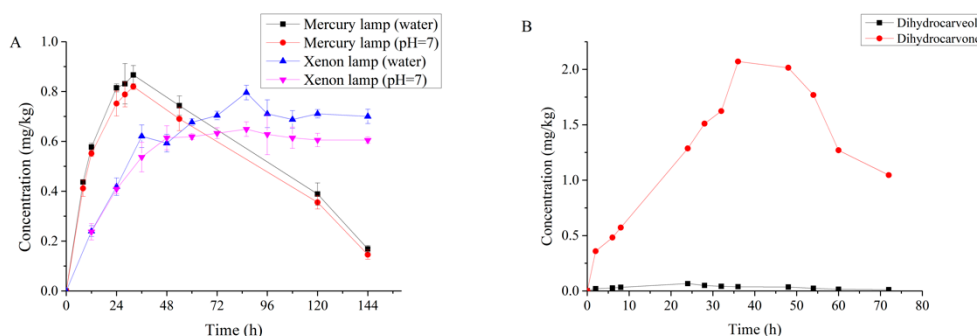 A
Mercury lamp (water)
Mercury lamp (pH=7)
Xenon lamp (water)
Xenon lamp (pH=7)
1.0
0.8
0.6
0.4
0.2
0.0
Concentration (mg/kg)
0 24 48 72 96 120 144
Time (h)
B
Dihydrocarveol
Dihydrocarvone
2.0
1.5
1.0
0.5
0.0
Concentration (mg/kg)
0 10 20 30 40 50 60 70 80
Time (h)